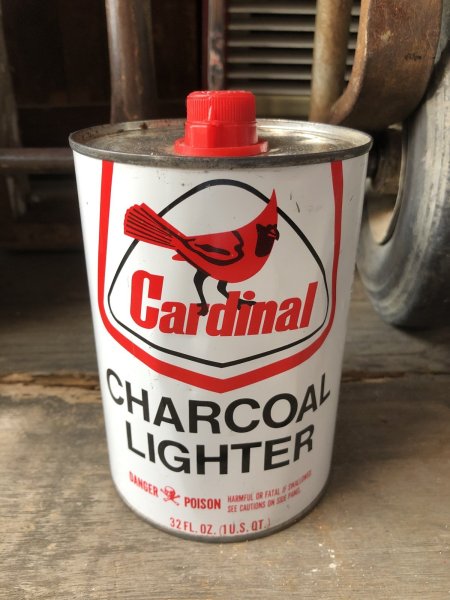 Cardinal
CHARCOAL
LIGHTER
DANGER POISON HARMFUL OR FATAL IF SWALLOWED
SEE CAUTIONS ON SIDE PANEL
32 FL. OZ. (1 U.S. QT.)